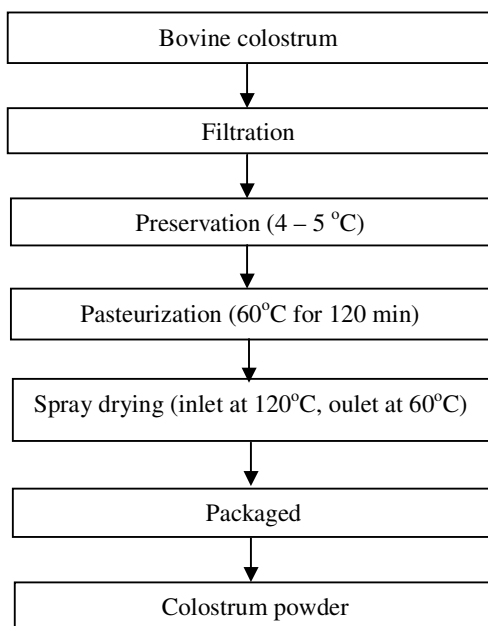 Bovine colostrum
Filtration
Preservation (4 – 5 °C)
Pasteurization (60°C for 120 min)
Spray drying (inlet at 120°C, oulet at 60°C)
Packaged
Colostrum powder